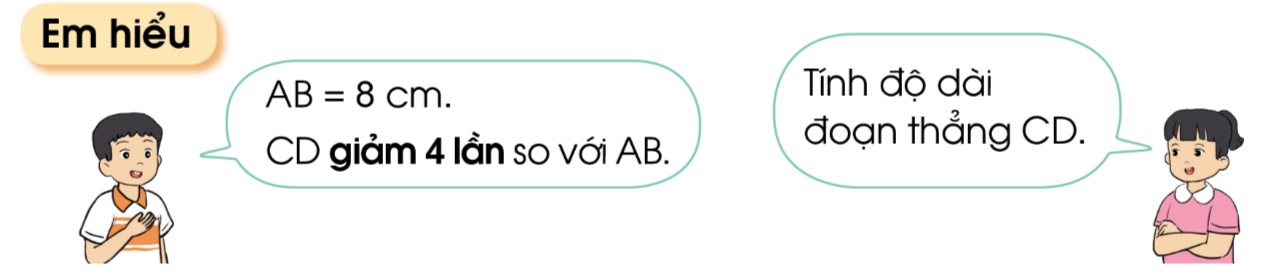 Em hiểu
AB = 8 cm.
CD giảm 4 lần so với AB.
Tính độ dài
đoạn thẳng CD.